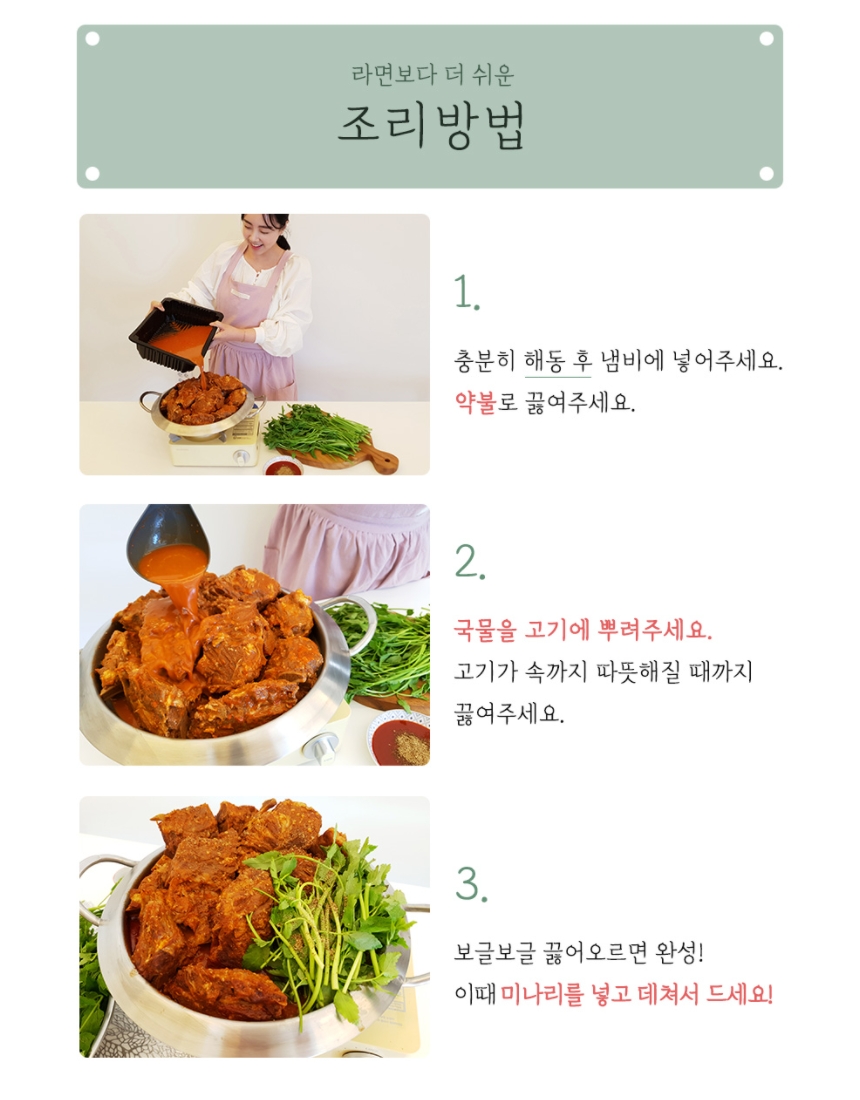 라면보다 더 쉬운
조리방법
1.
충분히 해동 후 냄비에 넣어주세요.
약불로 끓여주세요.
2.
국물을 고기에 뿌려주세요.
고기가 속까지 따뜻해질 때까지
끓여주세요.
3.
보글보글 끓어오르면 완성!
이때 미나리를 넣고 데쳐서 드세요!